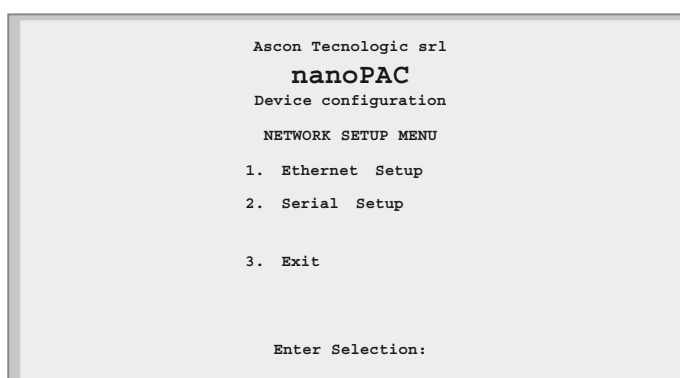 Ascon Tecnologic srl
nanoPAC
Device configuration
NETWORK SETUP MENU
1. Ethernet Setup
2. Serial Setup
3. Exit
Enter Selection: